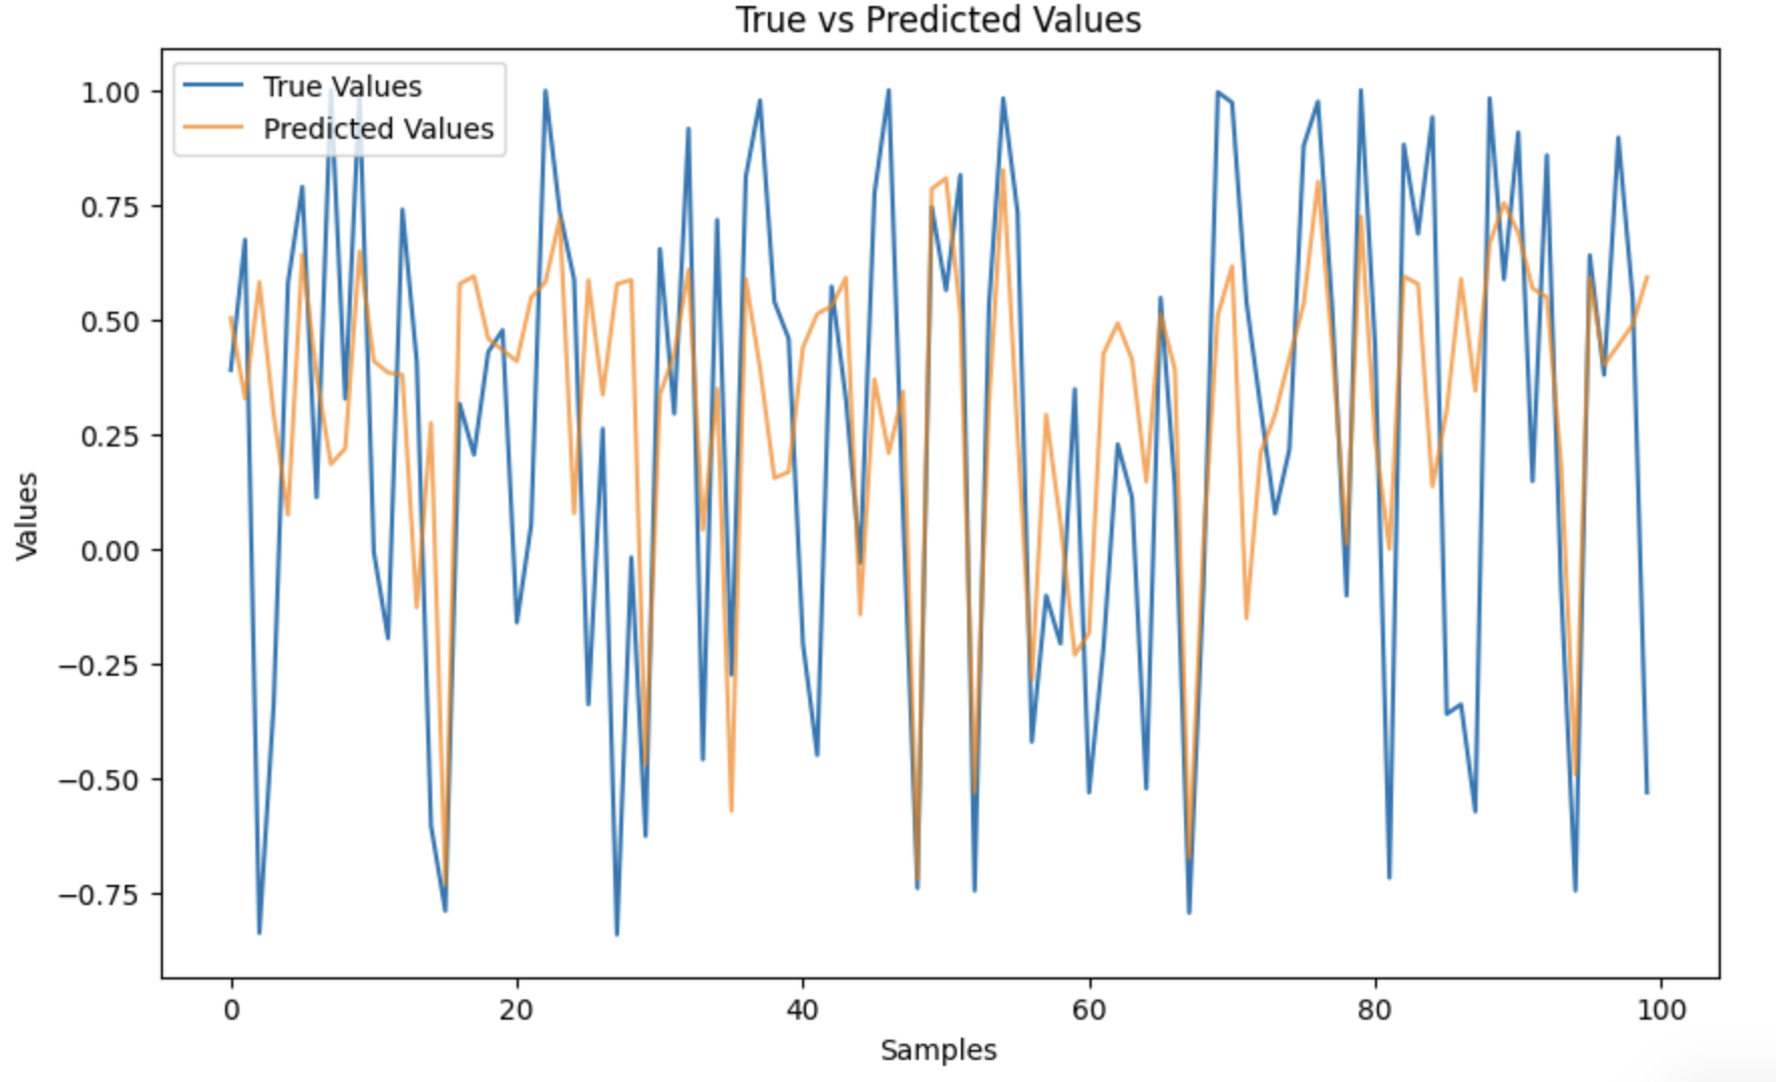 True vs Predicted Values
True Values
Predicted Values
1.00
0.75
0.50
0.25
0.00
−0.25
−0.50
−0.75
Values
0 20 40 60 80 100
Samples